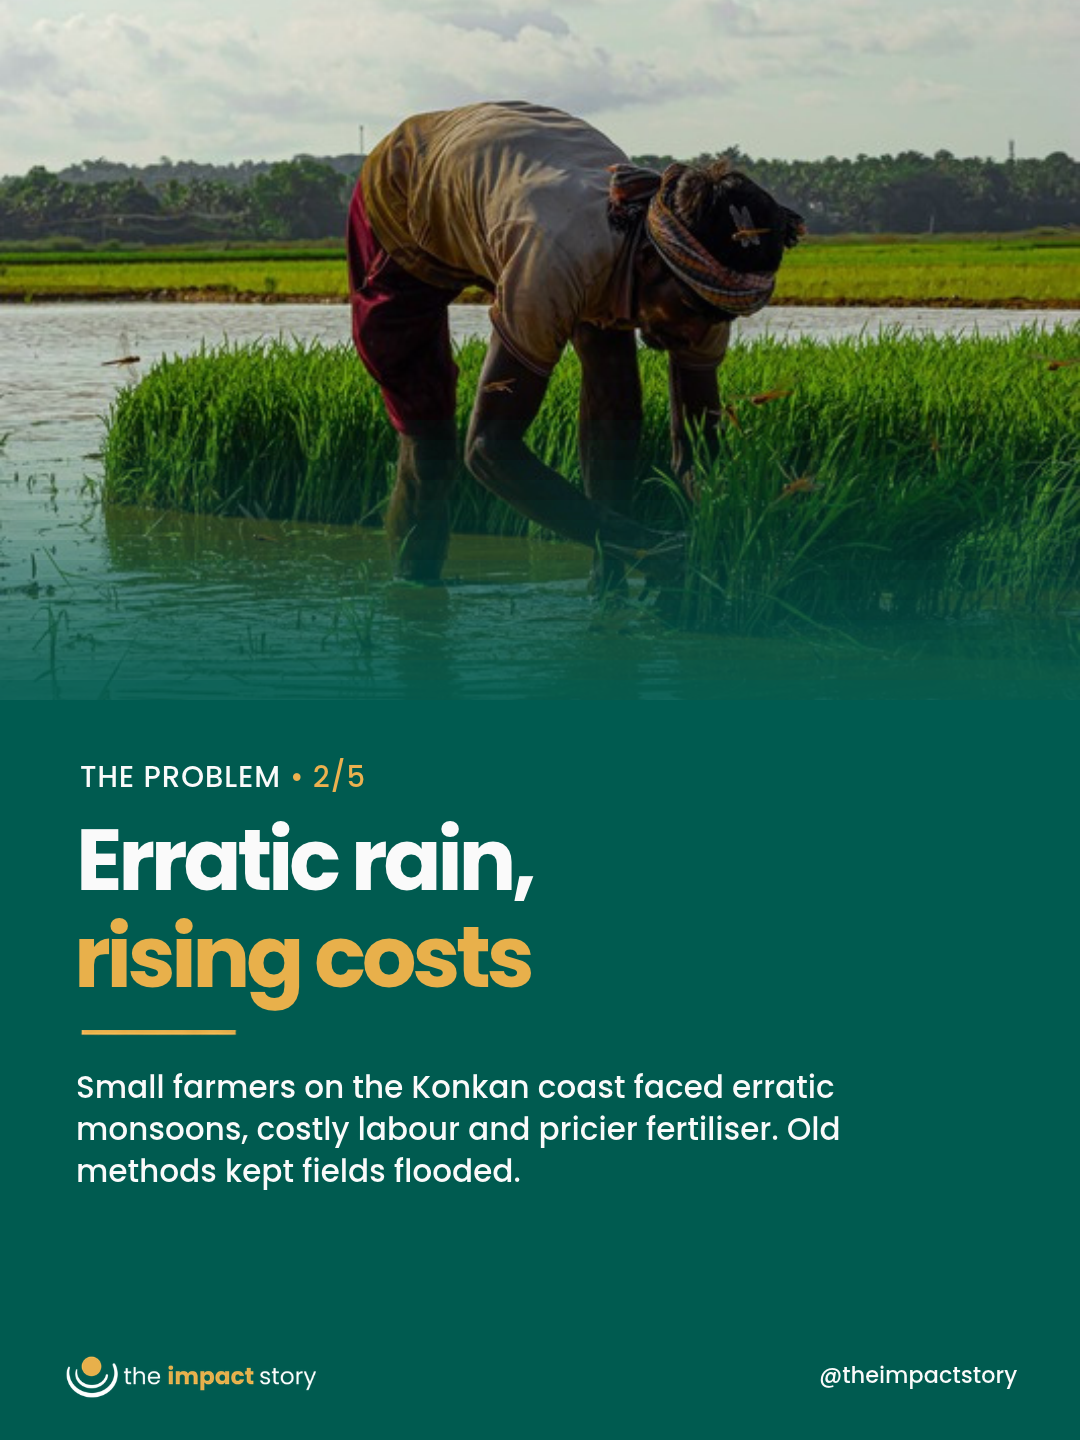 THE PROBLEM • 2/5
Erratic rain,
rising costs
Small farmers on the Konkan coast faced erratic
monsoons, costly labour and pricier fertiliser. Old
methods kept fields flooded.
the impact story
@theimpactstory